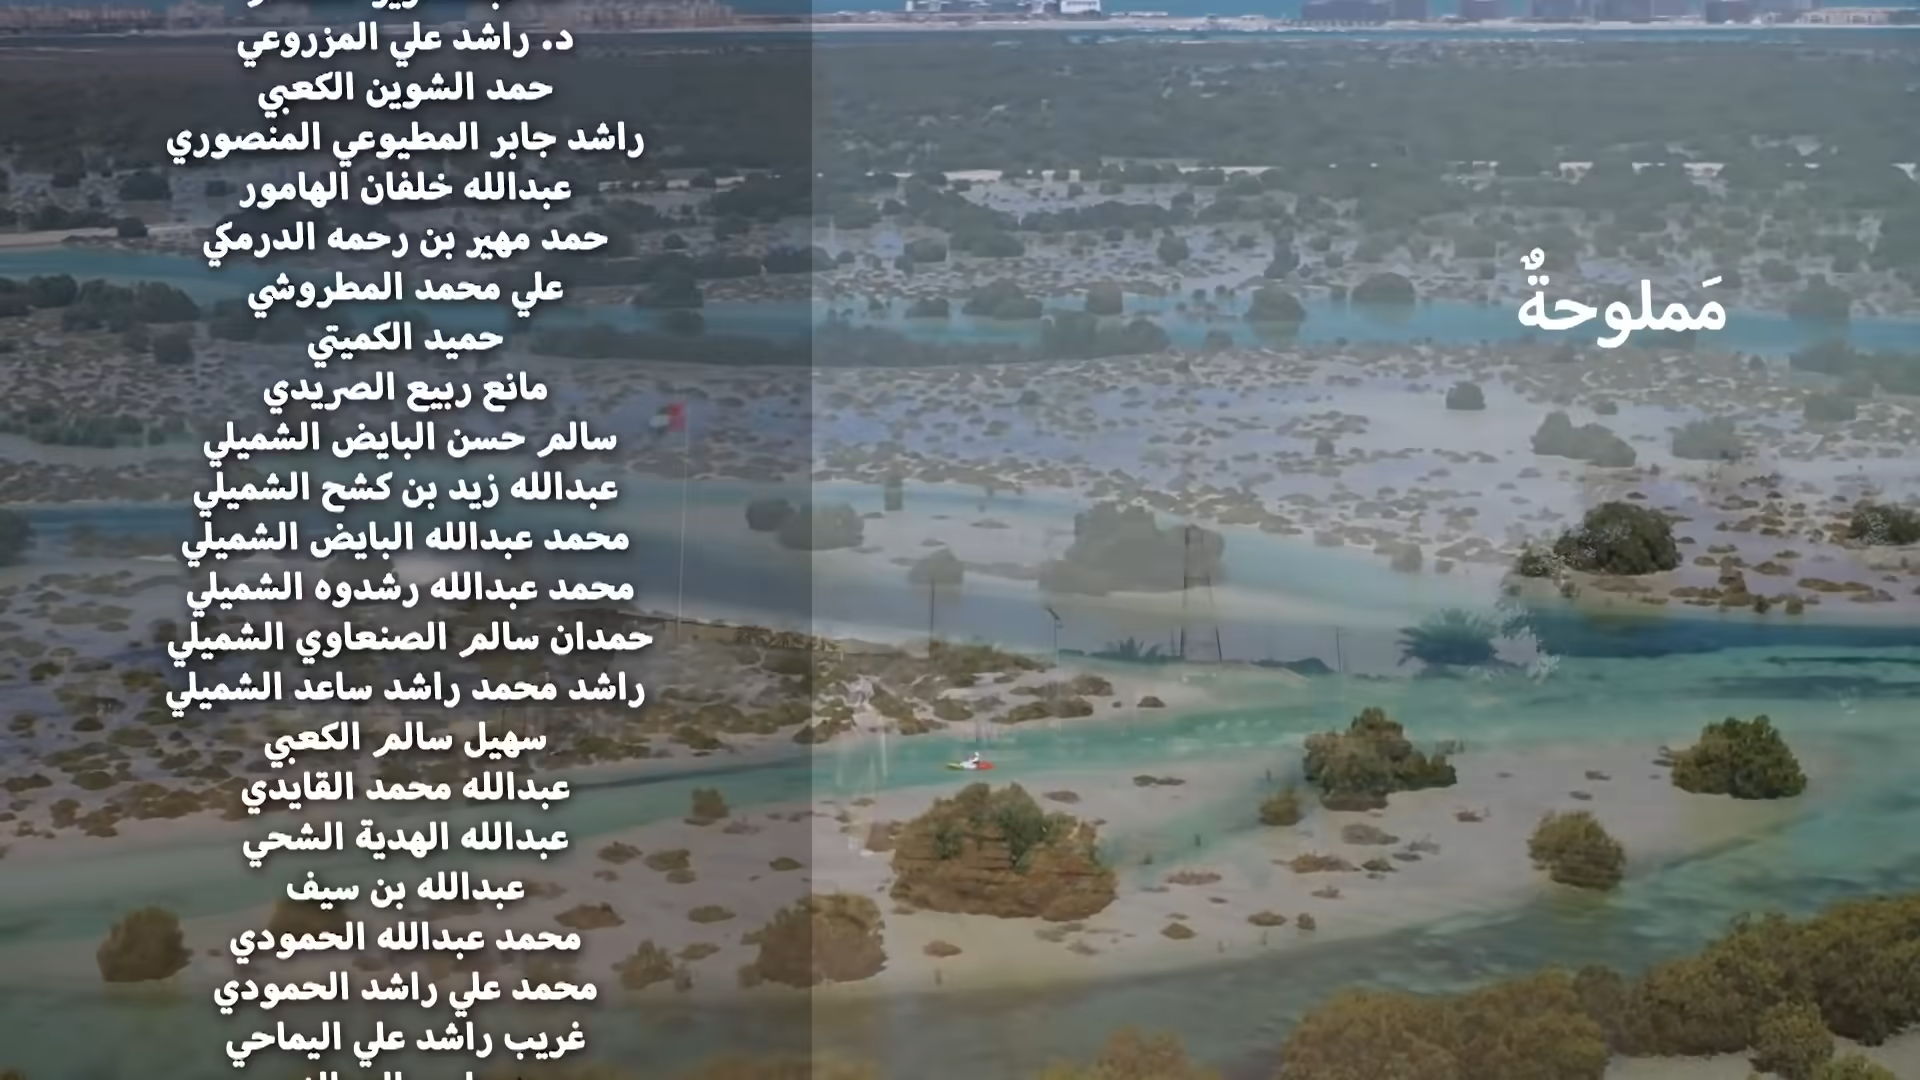 د. راشد علي المزروعي
حمد الشوين الكعبي
راشد جابر المطيوعي المنصوري
عبدالله خلفان الهامور
حمد مهير بن رحمه الدرمكي
علي محمد المطروشي
حميد الكميتي
مانع ربيع الصريدي
سالم حسن البايض الشميلي
عبدالله زيد بن كشح الشميلي
محمد عبدالله البايض الشميلي
محمد عبدالله رشدوه الشميلي
حمدان سالم الصنعاوي الشميلي
راشد محمد راشد ساعد الشميلي
سهيل سالم الكعبي
عبدالله محمد القايدي
عبدالله الهدية الشحي
عبدالله بن سيف
محمد عبدالله الحمودي
محمد علي راشد الحمودي
غريب راشد علي اليماحي
مَملوحةٌ